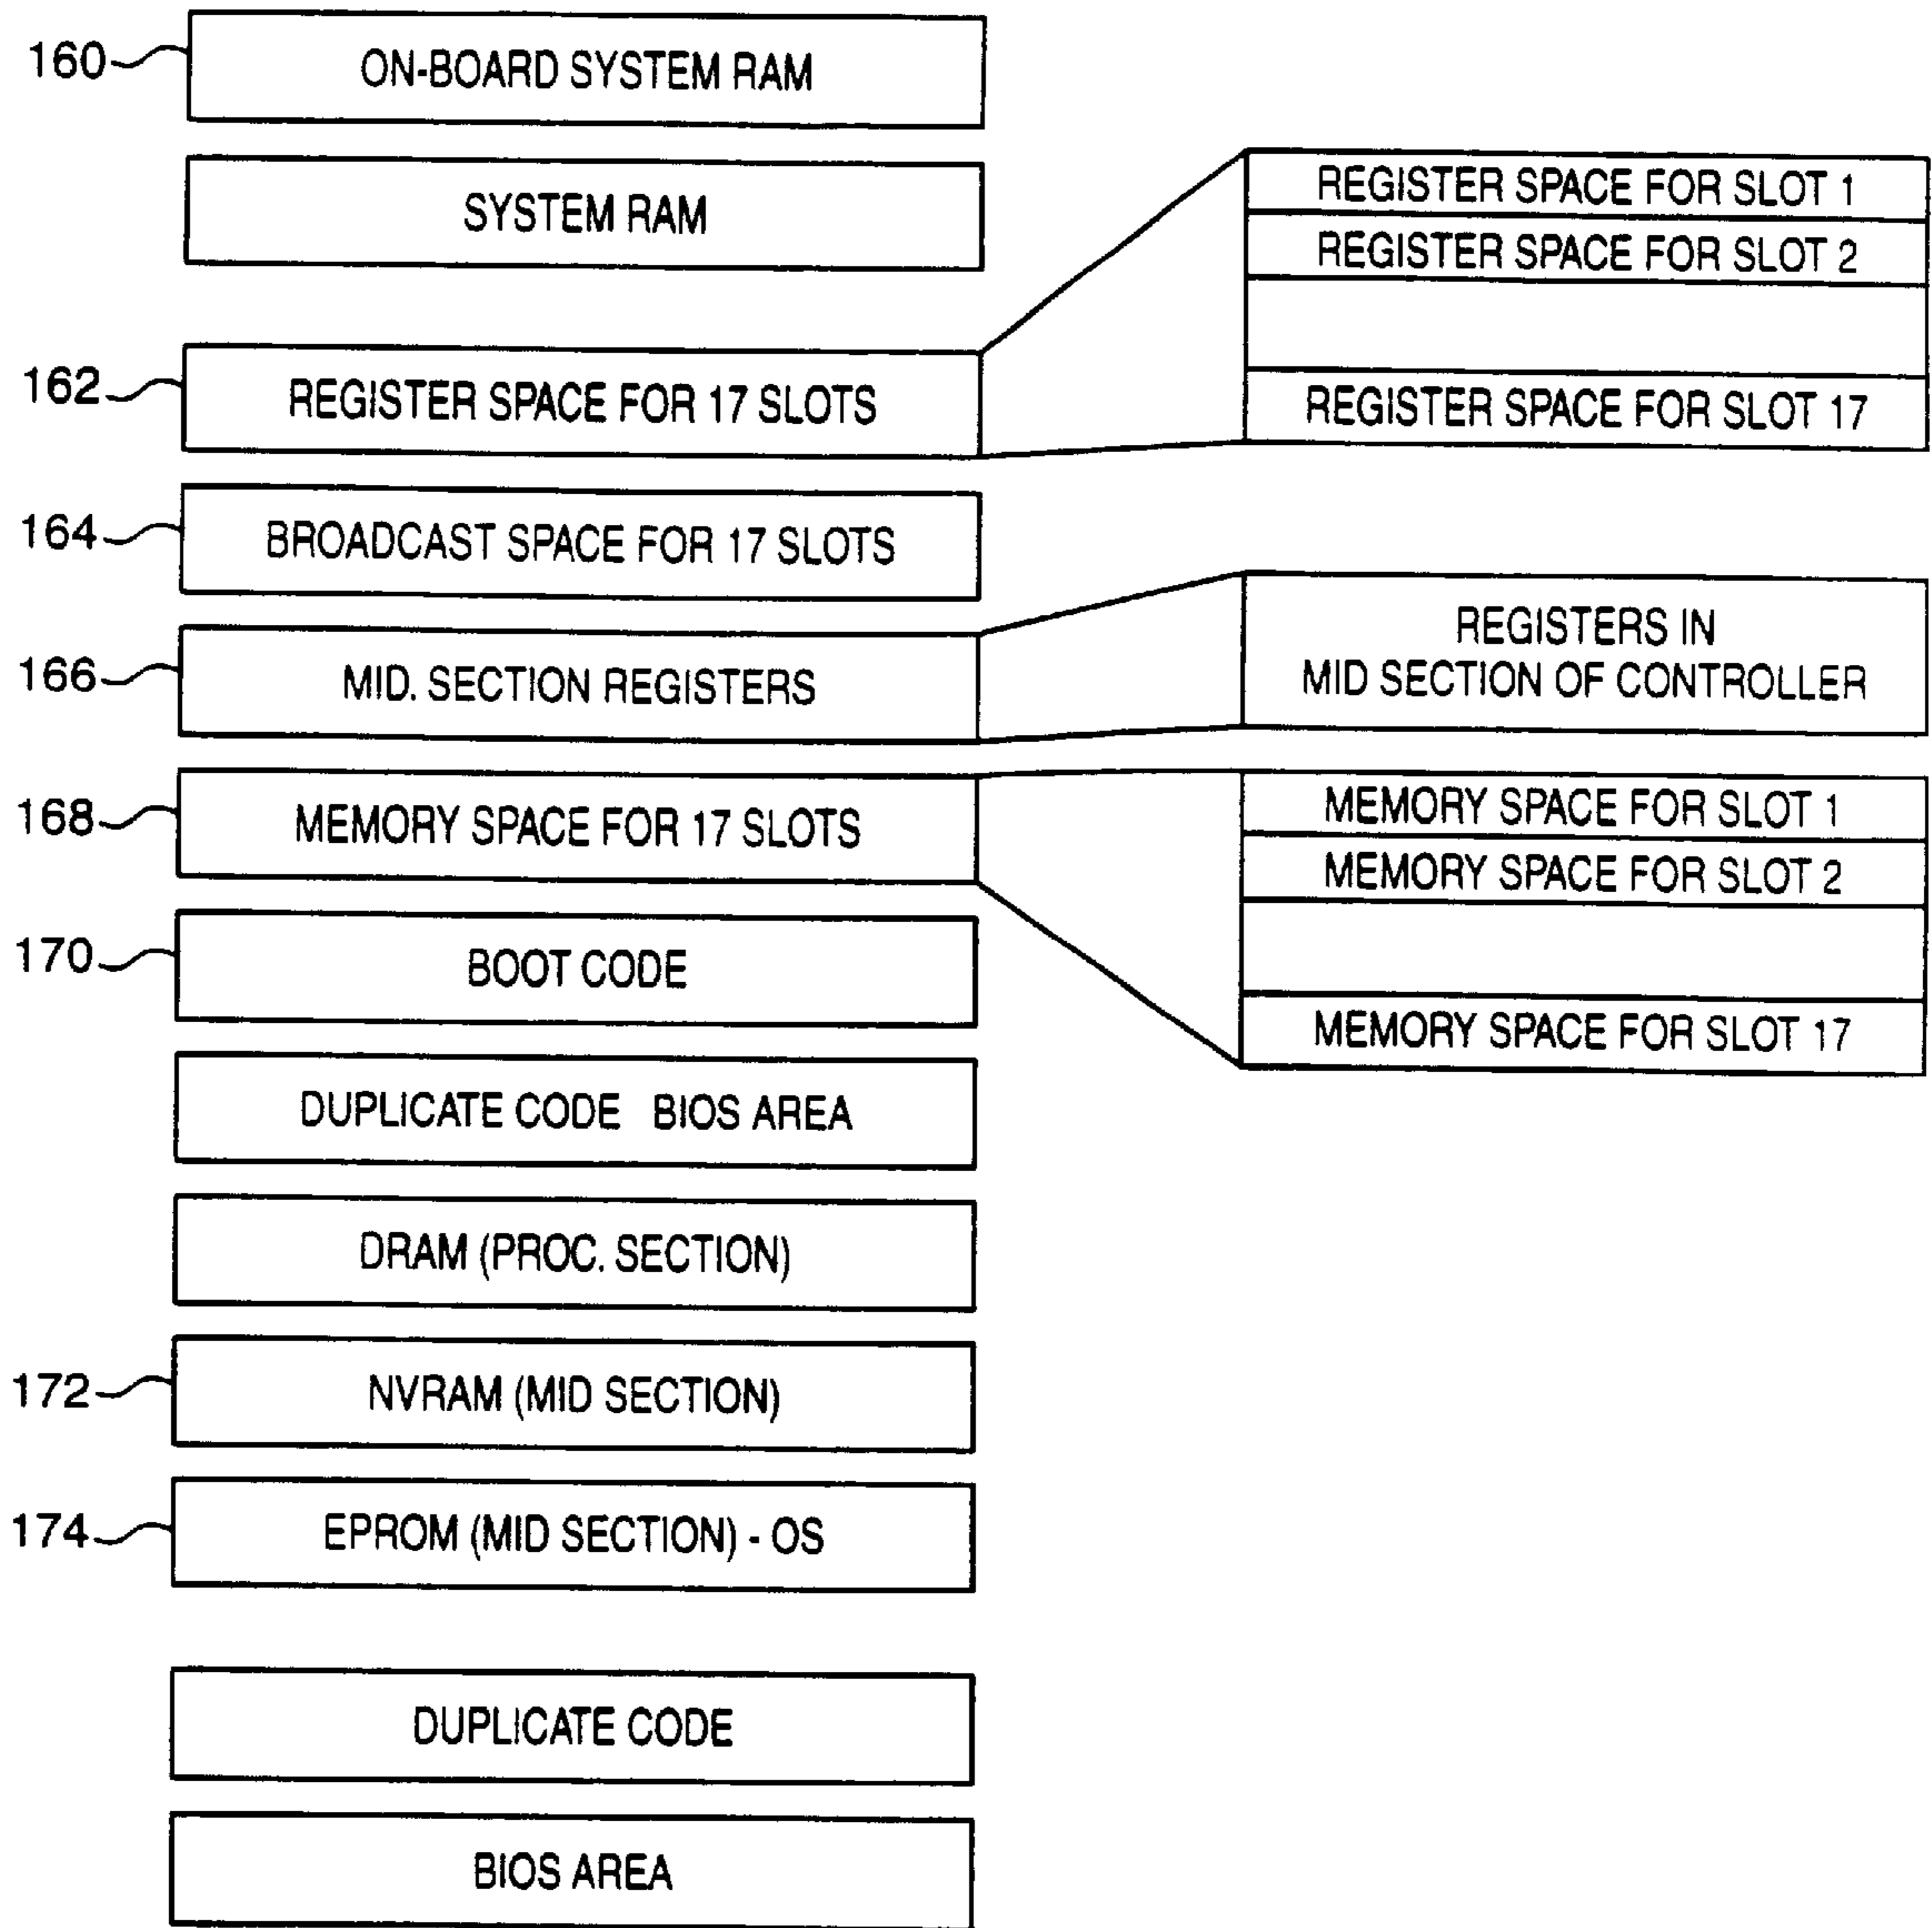 160
ON-BOARD SYSTEM RAM
SYSTEM RAM
REGISTER SPACE FOR SLOT 1
REGISTER SPACE FOR SLOT 2
162
REGISTER SPACE FOR 17 SLOTS
REGISTER SPACE FOR SLOT 17
164
BROADCAST SPACE FOR 17 SLOTS
166
MID. SECTION REGISTERS
REGISTERS IN
MID SECTION OF CONTROLLER
168
MEMORY SPACE FOR 17 SLOTS
MEMORY SPACE FOR SLOT 1
MEMORY SPACE FOR SLOT 2
170
BOOT CODE
MEMORY SPACE FOR SLOT 17
DUPLICATE CODE BIOS AREA
DRAM (PROC. SECTION)
172
NVRAM (MID SECTION)
174
EPROM (MID SECTION) - OS
DUPLICATE CODE
BIOS AREA